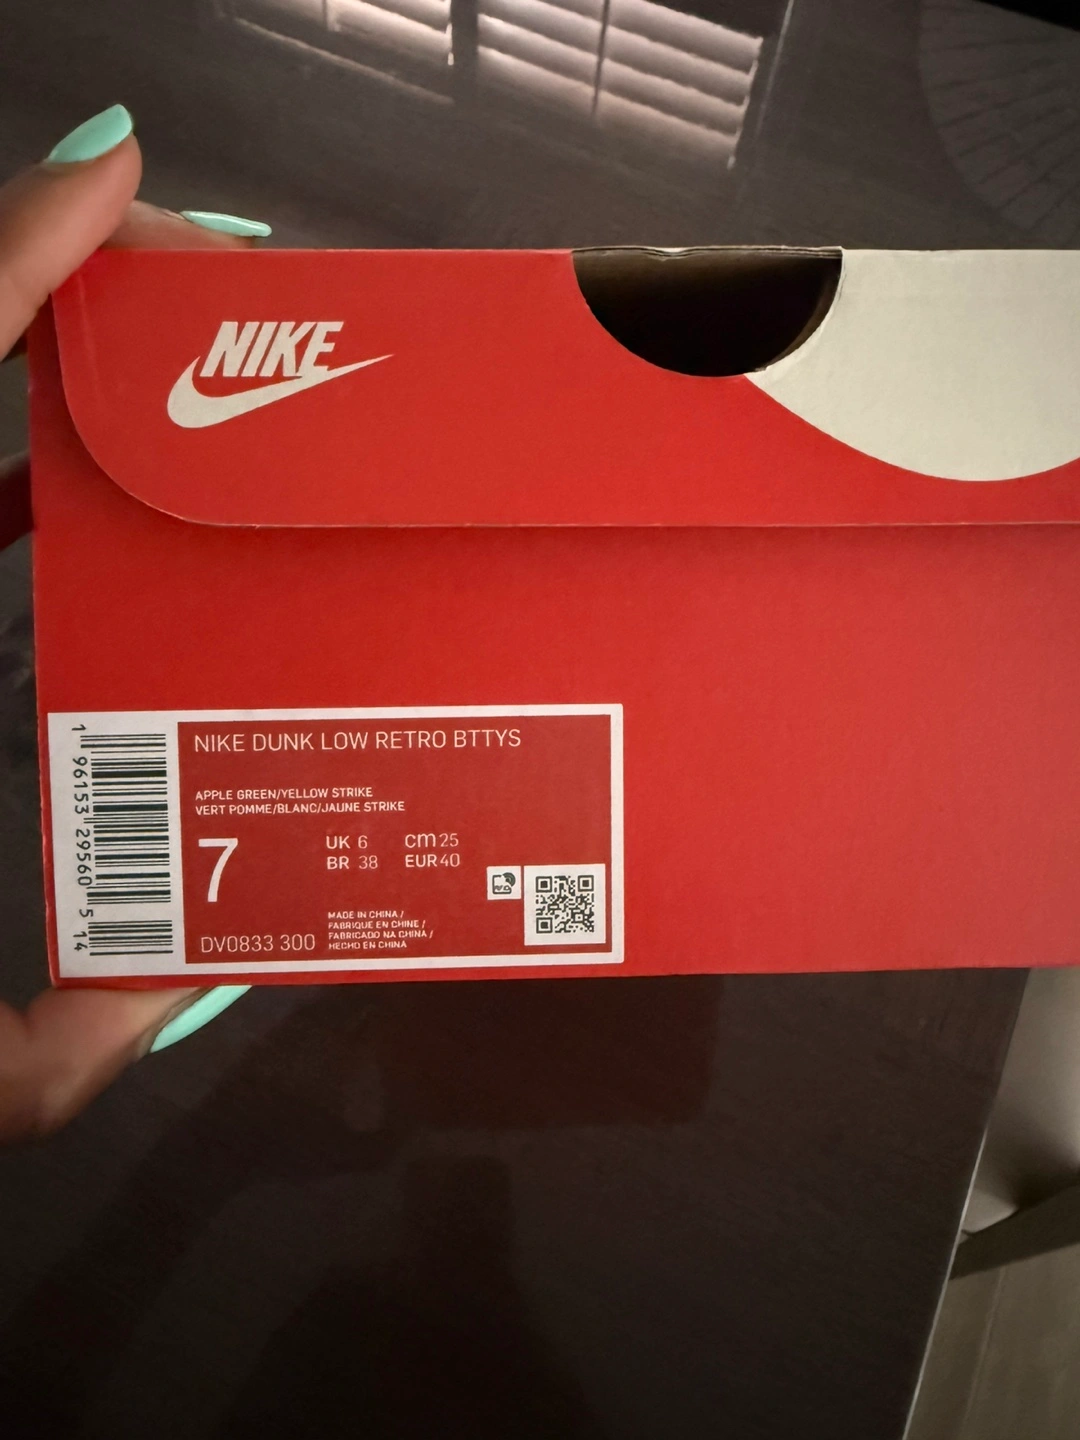 NIKE
NIKE DUNK LOW RETRO BTTYS
APPLE GREEN/YELLOW STRIKE
VERT POMME/BLANC/JAUNE STRIKE
7
UK 6 cm 25
BR 38 EUR 40
MADE IN CHINA /
FABRIQUE EN CHINE /
FABRICADO NA CHINA /
HECHO EN CHINA
DV0833 300
RFID
1 96153 29560 5 14